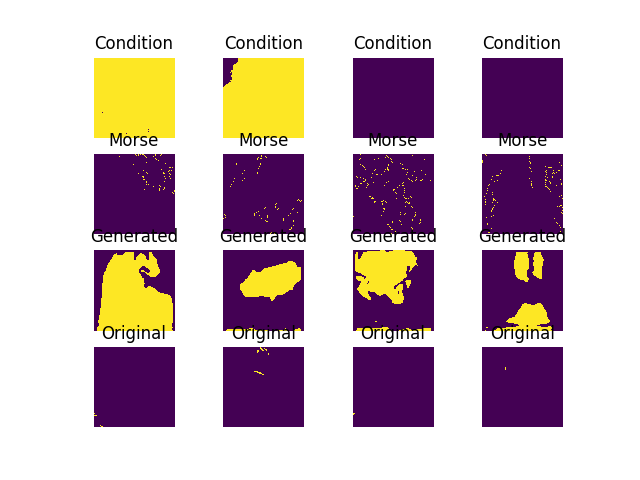 Condition Condition Condition Condition
Morse Morse Morse Morse
Generated Generated Generated Generated
Original Original Original Original